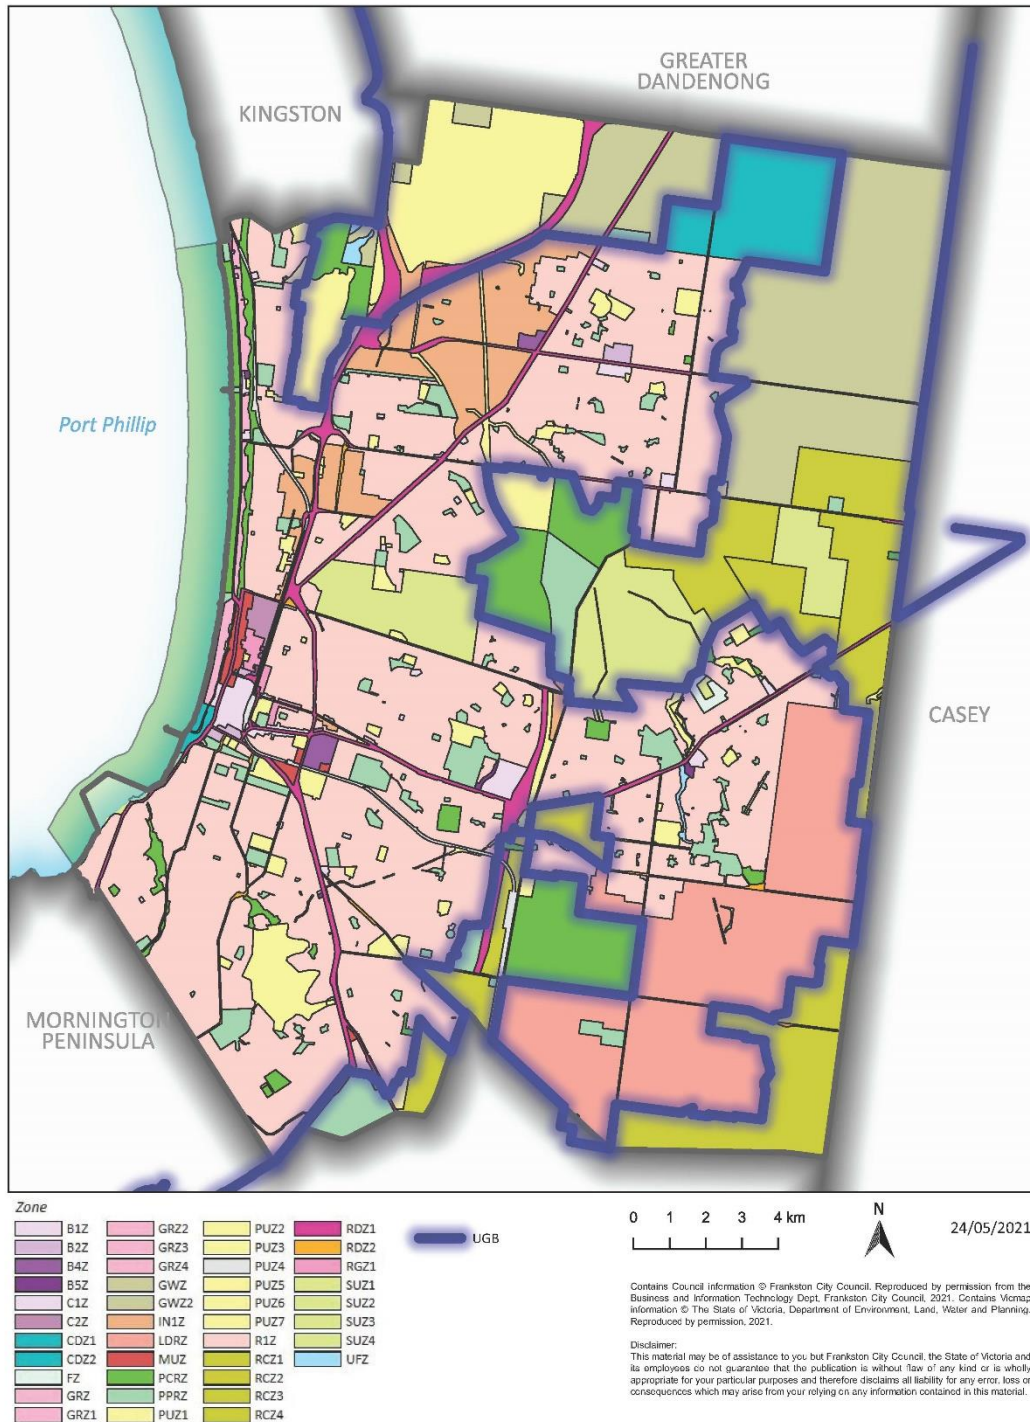 GREATER
DANDENONG
KINGSTON
Port Phillip
CASEY
MORNINGTON
PENINSULA
Zone
B1Z
B2Z
B4Z
B5Z
C1Z
C2Z
CDZ1
CDZ2
FZ
GRZ
GRZ1
GRZ2
GRZ3
GRZ4
GWZ
GWZ2
IN1Z
LDRZ
MUZ
PCRZ
PPRZ
PUZ1
PUZ2
PUZ3
PUZ4
PUZ5
PUZ6
PUZ7
R1Z
RCZ1
RCZ2
RCZ3
RCZ4
RDZ1
RDZ2
RGZ1
SUZ1
SUZ2
SUZ3
SUZ4
UFZ
UGB
0 1 2 3 4 km
N
24/05/2021
Contains Council information © Frankston City Council. Reproduced by permission from the
Business and Information Technology Dept, Frankston City Council, 2021. Contains Vicmap
information © The State of Victoria, Department of Environment, Land, Water and Planning.
Reproduced by permission, 2021.
Disclaimer:
This material may be of assistance to you but Frankston City Council, the State of Victoria and
its employees do not guarantee that the publication is without flaw of any kind or is wholly
appropriate for your particular purposes and therefore disclaims all liability for any error, loss or
consequences which may arise from your relying on any information contained in this material.